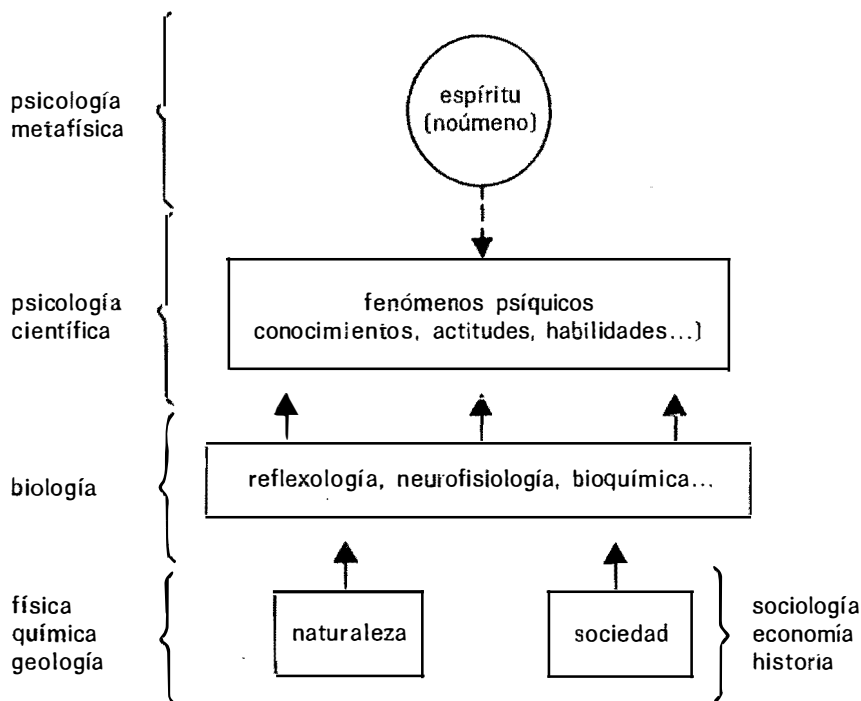 psicología
metafísica
espíritu
(noúmeno)
psicología
científica
fenómenos psíquicos
conocimientos, actitudes, habilidades...)
biología
reflexología, neurofisiología, bioquímica...
física
química
geología
naturaleza
sociedad
sociología
economía
historia